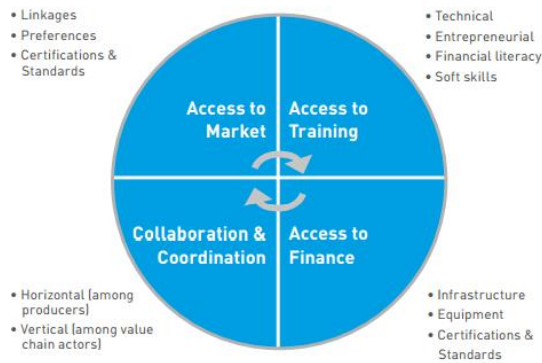 • Linkages
• Preferences
• Certifications &
Standards
• Technical
• Entrepreneurial
• Financial literacy
• Soft skills
Access to
Market
Access to
Training
Collaboration &
Coordination
Access to
Finance
• Horizontal (among
producers)
• Vertical (among value
chain actors)
• Infrastructure
• Equipment
• Certifications &
Standards